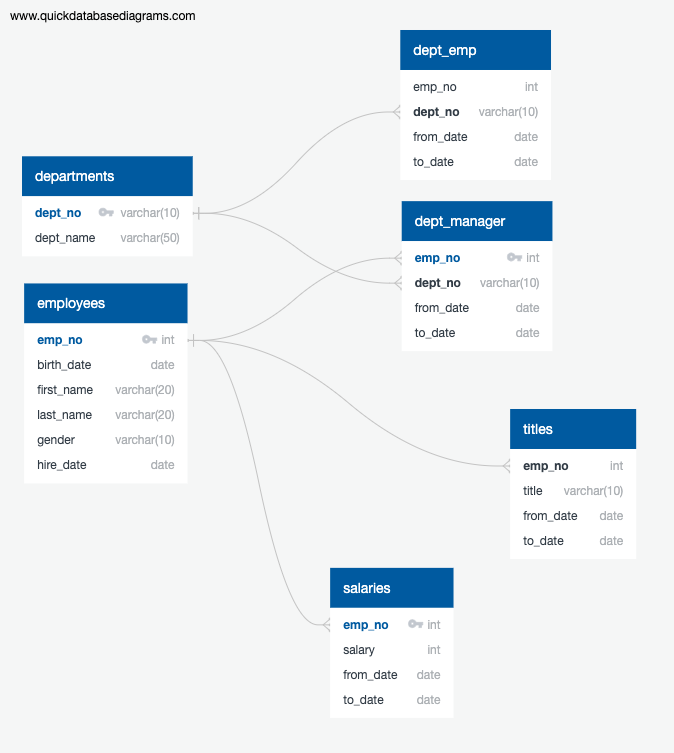 www.quickdatabasediagrams.com
dept_emp
emp_no int
dept_no varchar(10)
from_date date
to_date date
departments
dept_no varchar(10)
dept_name varchar(50)
dept_manager
emp_no int
dept_no varchar(10)
from_date date
to_date date
employees
emp_no int
birth_date date
first_name varchar(20)
last_name varchar(20)
gender varchar(10)
hire_date date
titles
emp_no int
title varchar(10)
from_date date
to_date date
salaries
emp_no int
salary int
from_date date
to_date date